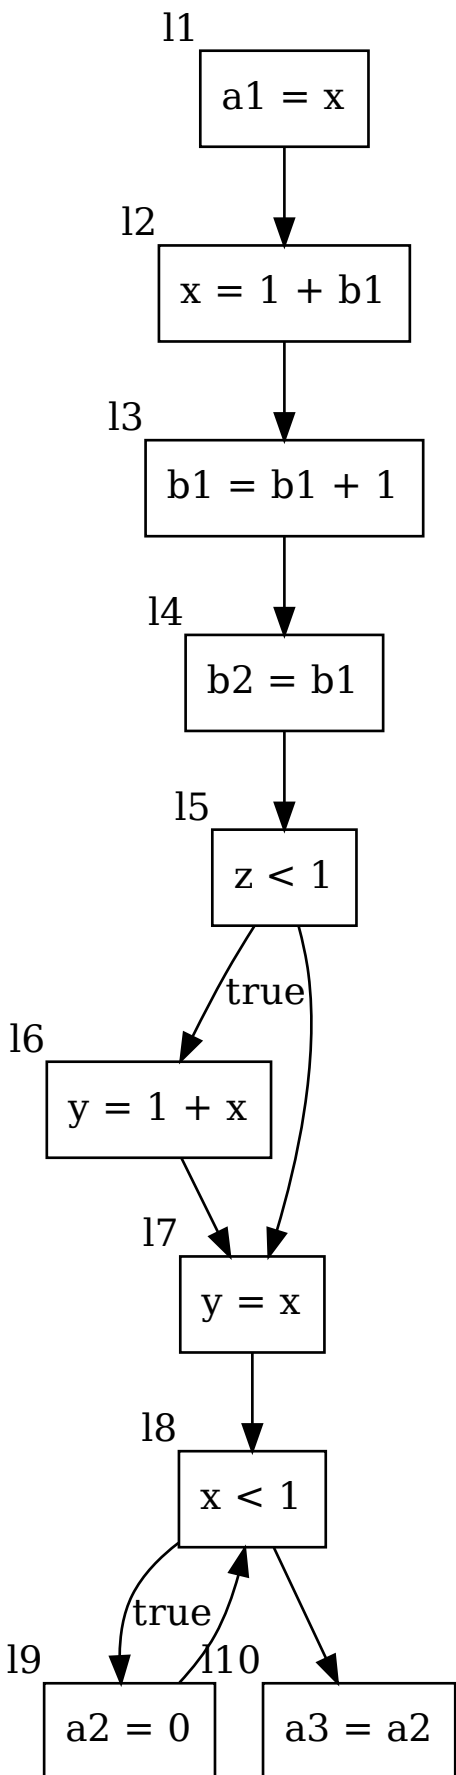 l1
a1 = x
l2
x = 1 + b1
l3
b1 = b1 + 1
l4
b2 = b1
l5
z < 1
true
l6
y = 1 + x
l7
y = x
l8
x < 1
true
l9
a2 = 0
l10
a3 = a2